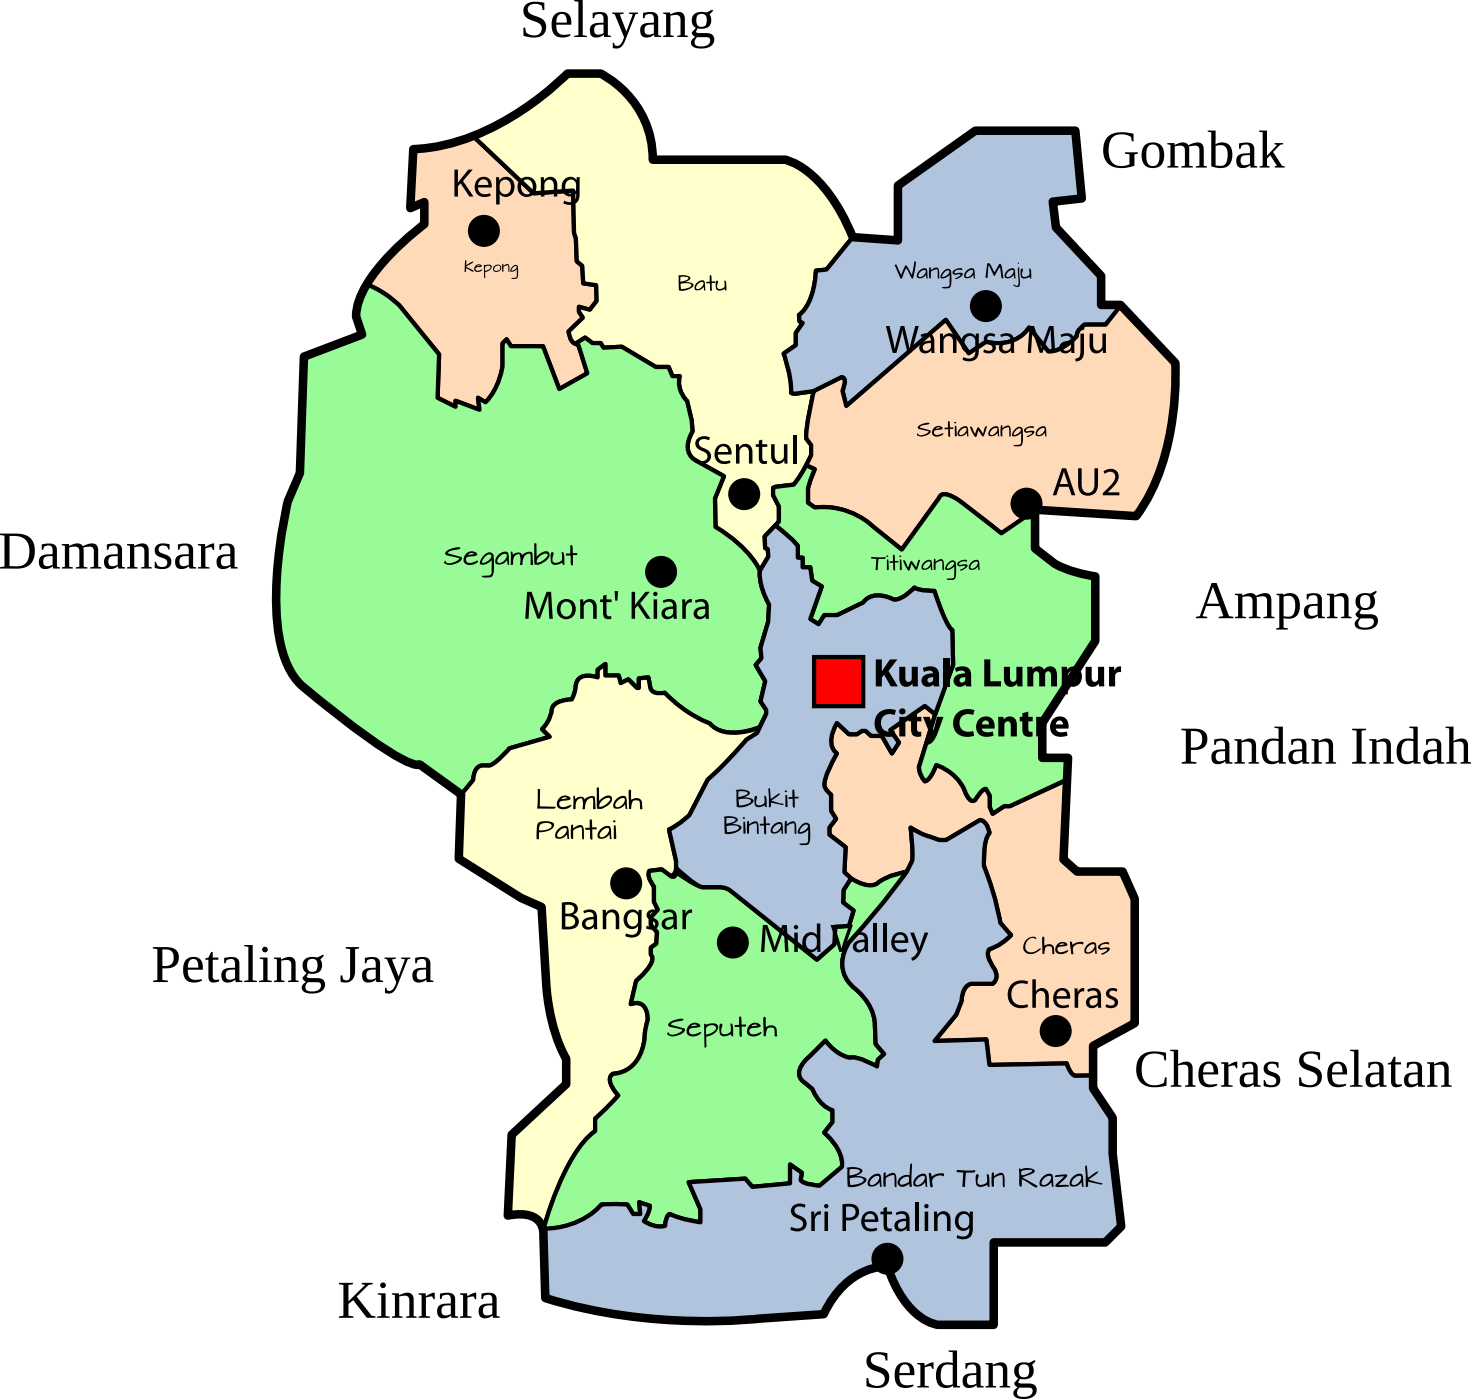 Selayang
Gombak
Kepong
Kepong
Batu
Wangsa Maju
Wangsa Maju
Setiawangsa
Sentul
AU2
Damansara
Segambut
Titiwangsa
Mont' Kiara
Ampang
Kuala Lumpur
City Centre
Pandan Indah
Lembah
Pantai
Bukit
Bintang
Bangsar
Mid Valley
Cheras
Petaling Jaya
Cheras
Seputeh
Cheras Selatan
Bandar Tun Razak
Sri Petaling
Kinrara
Serdang